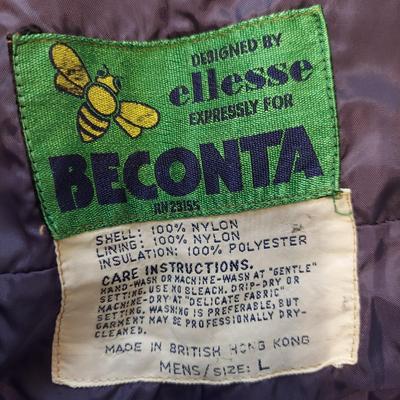 DESIGNED BY
ellesse
EXPRESSLY FOR
BECONTA
RN29155
SHELL: 100% NYLON
LINING: 100% NYLON
INSULATION: 100% POLYESTER
CARE INSTRUCTIONS.
HAND-WASH OR MACHINE-WASH AT "GENTLE"
SETTING. USE NO BLEACH. DRIP-DRY OR
MACHINE-DRY AT "DELICATE FABRIC"
SETTING. WASHING IS PREFERABLE, BUT
GARMENT MAY BE PROFESSIONALLY DRY-
CLEANED.
MADE IN BRITISH HONG KONG
MENS/SIZE: L